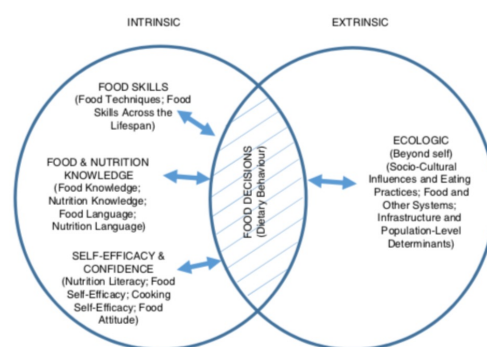 INTRINSIC
EXTRINSIC
FOOD SKILLS
(Food Techniques; Food
Skills Across the
Lifespan)
FOOD & NUTRITION
KNOWLEDGE
(Food Knowledge;
Nutrition Knowledge;
Food Language;
Nutrition Language)
SELF-EFFICACY &
CONFIDENCE
(Nutrition Literacy; Food
Self-Efficacy; Cooking
Self-Efficacy; Food
Attitude)
FOOD DECISIONS
(Dietary Behaviour)
ECOLOGIC
(Beyond self)
(Socio-Cultural
Influences and Eating
Practices; Food and
Other Systems;
Infrastructure and
Population-Level
Determinants)